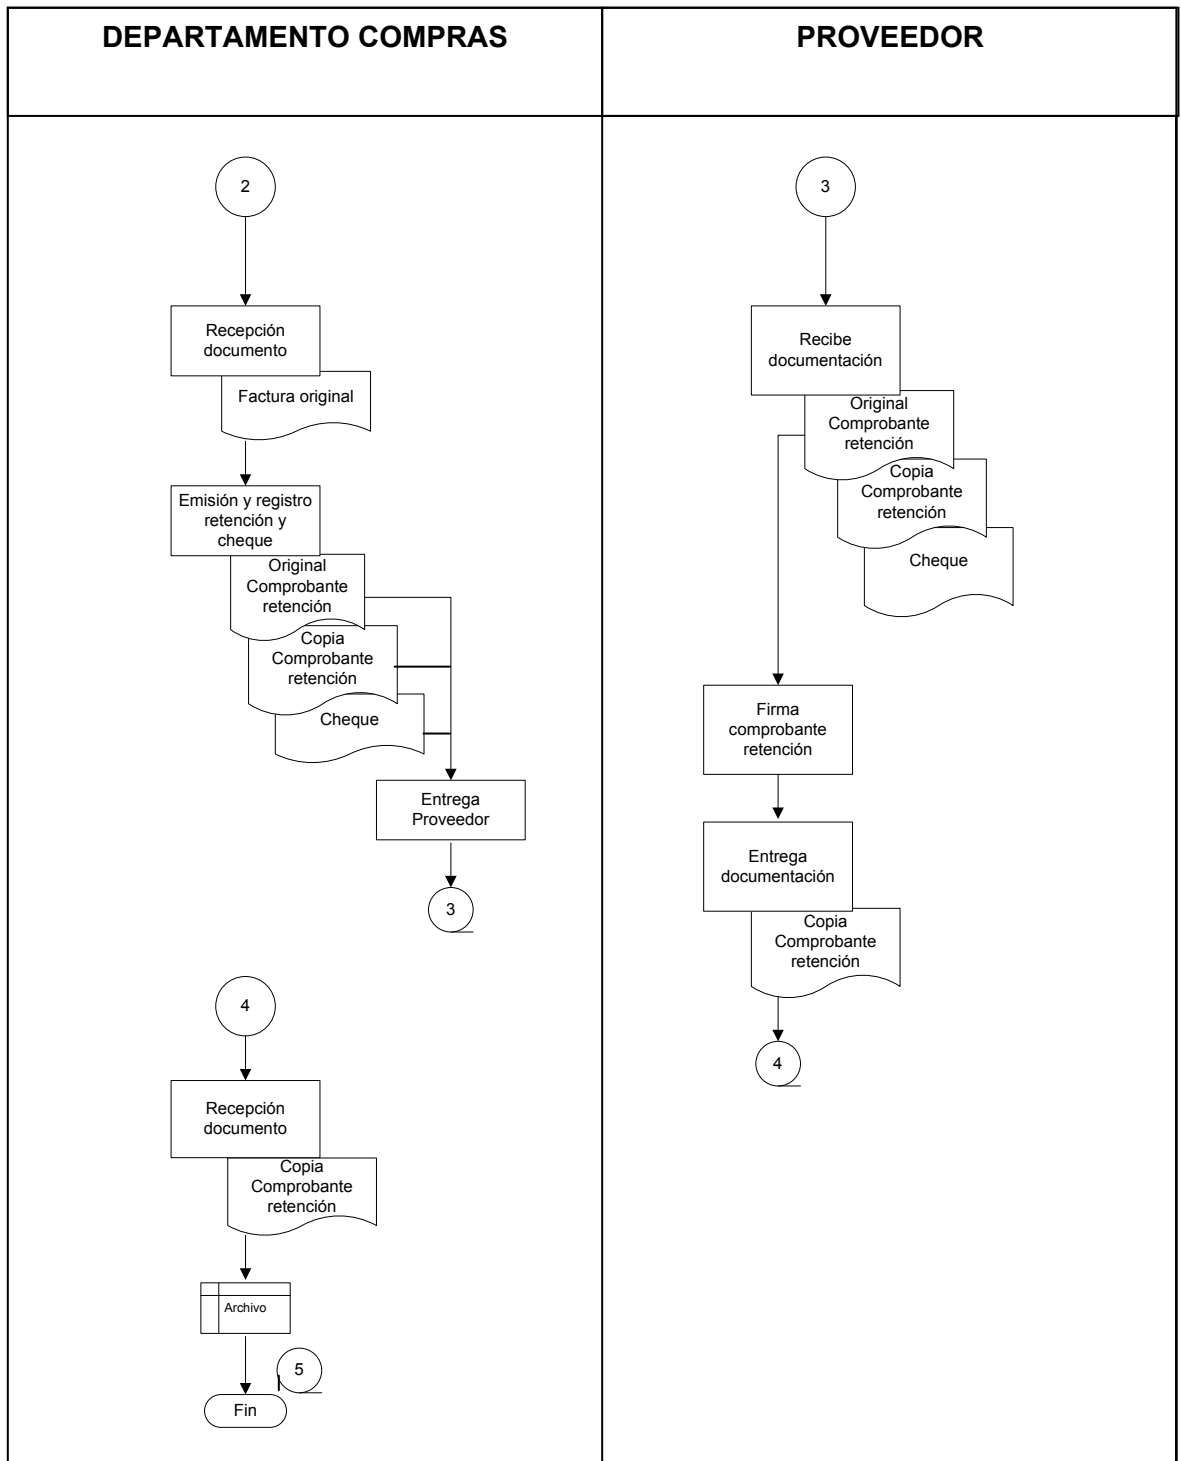 DEPARTAMENTO COMPRAS
PROVEEDOR
2
Recepción
documento
Factura original
Emisión y registro
retención y
cheque
Original
Comprobante
retención
Copia
Comprobante
retención
Cheque
Entrega
Proveedor
3
4
Recepción
documento
Copia
Comprobante
retención
Archivo
5
Fin
3
Recibe
documentación
Original
Comprobante
retención
Copia
Comprobante
retención
Cheque
Firma
comprobante
retención
Entrega
documentación
Copia
Comprobante
retención
4